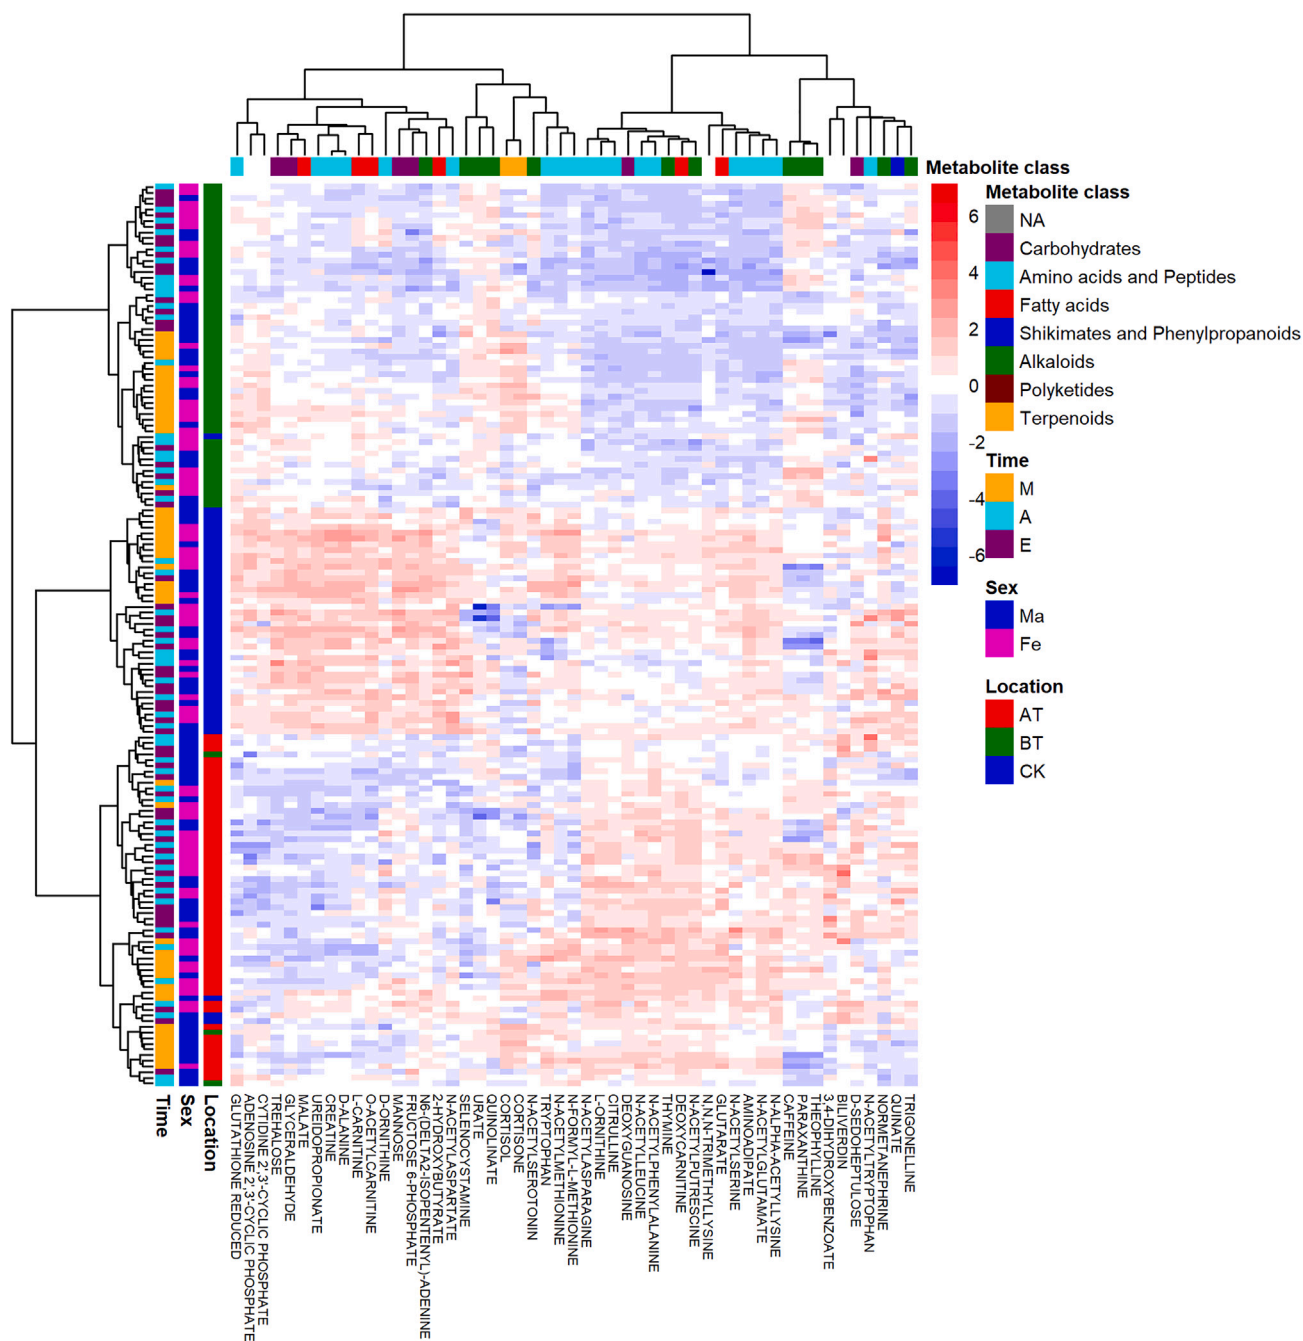 Metabolite class
6
4
2
0
-2
-4
-6
Metabolite class
NA
Carbohydrates
Amino acids and Peptides
Fatty acids
Shikimates and Phenylpropanoids
Alkaloids
Polyketides
Terpenoids
Time
M
A
E
Sex
Ma
Fe
Location
AT
BT
CK
Time
Sex
Location
GLUTATHIONE REDUCED
ADENOSINE 2',3'-CYCLIC PHOSPHATE
CYTIDINE 2',3'-CYCLIC PHOSPHATE
TREHALOSE
GLYCERALDEHYDE
MALATE
UREIDOPROPIONATE
CREATINE
D-ALANINE
L-CARNITINE
O-ACETYLCARNITINE
D-ORNITHINE
MANNOSE
FRUCTOSE 6-PHOSPHATE
N6-(DELTA2-ISOPENTENYL)-ADENINE
2-HYDROXYBUTYRATE
N-ACETYLASPARTATE
SELENOCYSTAMINE
URATE
QUINOLINATE
CORTISOL
CORTISONE
N-ACETYLSEROTONIN
TRYPTOPHAN
N-ACETYLMETHIONINE
N-FORMYL-L-METHIONINE
N-ACETYLASPARAGINE
L-ORNITHINE
CITRULLINE
DEOXYGUANOSINE
N-ACETYLLEUCINE
N-ACETYLPHENYLALANINE
THYMINE
DEOXYCARNITINE
N-ACETYLPUTRESCINE
N,N,N-TRIMETHYLLYSINE
GLUTARATE
N-ACETYLSERINE
AMINOADIPATE
N-ACETYLGLUTAMATE
N-ALPHA-ACETYLLYSINE
CAFFEINE
PARAXANTHINE
THEOPHYLLINE
3,4-DIHYDROXYBENZOATE
BILIVERDIN
D-SEDOHEPTULOSE
N-ACETYLTRYPTOPHAN
NORMETANEPHRINE
QUINATE
TRIGONELLINE